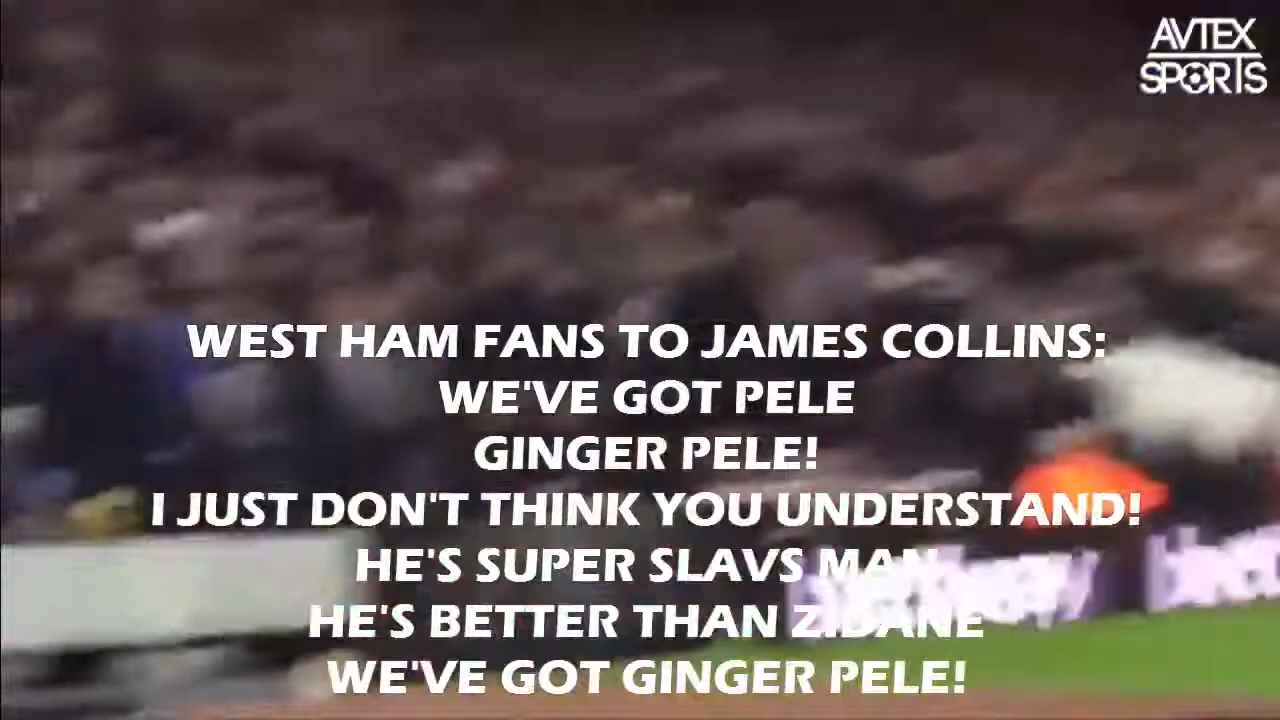 AVTEX
SPORTS
WEST HAM FANS TO JAMES COLLINS:
WE'VE GOT PELE
GINGER PELE!
I JUST DON'T THINK YOU UNDERSTAND!
HE'S SUPER SLAVS MAN
HE'S BETTER THAN ZIDANE
WE'VE GOT GINGER PELE!